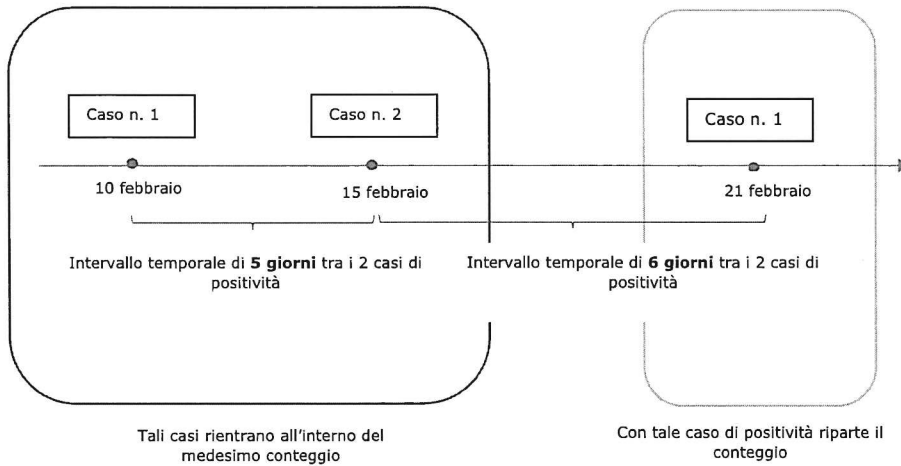 Caso n. 1
Caso n. 2
Caso n. 1
10 febbraio
15 febbraio
21 febbraio
Intervallo temporale di 5 giorni tra i 2 casi di
positività
Intervallo temporale di 6 giorni tra i 2 casi di
positività
Tali casi rientrano all'interno del
medesimo conteggio
Con tale caso di positività riparte il
conteggio